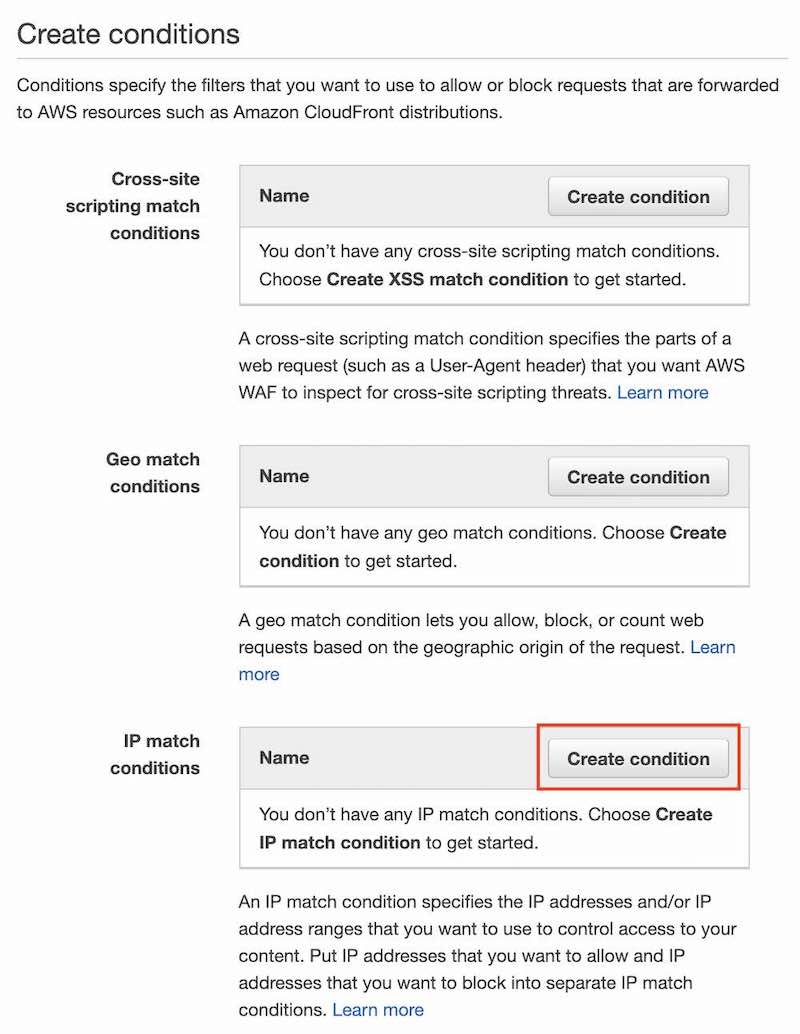 Create conditions
Conditions specify the filters that you want to use to allow or block requests that are forwarded
to AWS resources such as Amazon CloudFront distributions.
Cross-site
scripting match
conditions
Name
Create condition
You don’t have any cross-site scripting match conditions.
Choose Create XSS match condition to get started.
A cross-site scripting match condition specifies the parts of a
web request (such as a User-Agent header) that you want AWS
WAF to inspect for cross-site scripting threats. Learn more
Geo match
conditions
Name
Create condition
You don’t have any geo match conditions. Choose Create
condition to get started.
A geo match condition lets you allow, block, or count web
requests based on the geographic origin of the request. Learn
more
IP match
conditions
Name
Create condition
You don’t have any IP match conditions. Choose Create
IP match condition to get started.
An IP match condition specifies the IP addresses and/or IP
address ranges that you want to use to control access to your
content. Put IP addresses that you want to allow and IP
addresses that you want to block into separate IP match
conditions. Learn more